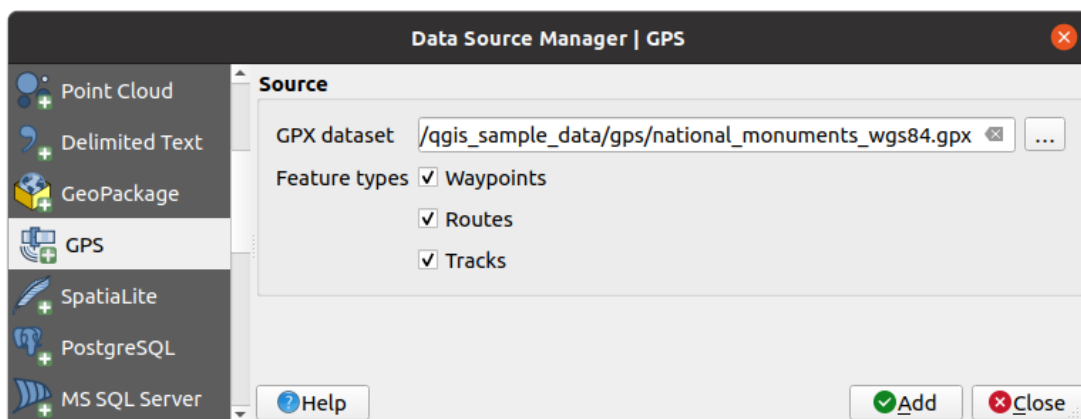 Data Source Manager | GPS
Point Cloud
Delimited Text
GeoPackage
GPS
SpatiaLite
PostgreSQL
MS SQL Server
Source
GPX dataset /qgis_sample_data/gps/national_monuments_wgs84.gpx ...
Feature types Waypoints
Routes
Tracks
Help Add Close